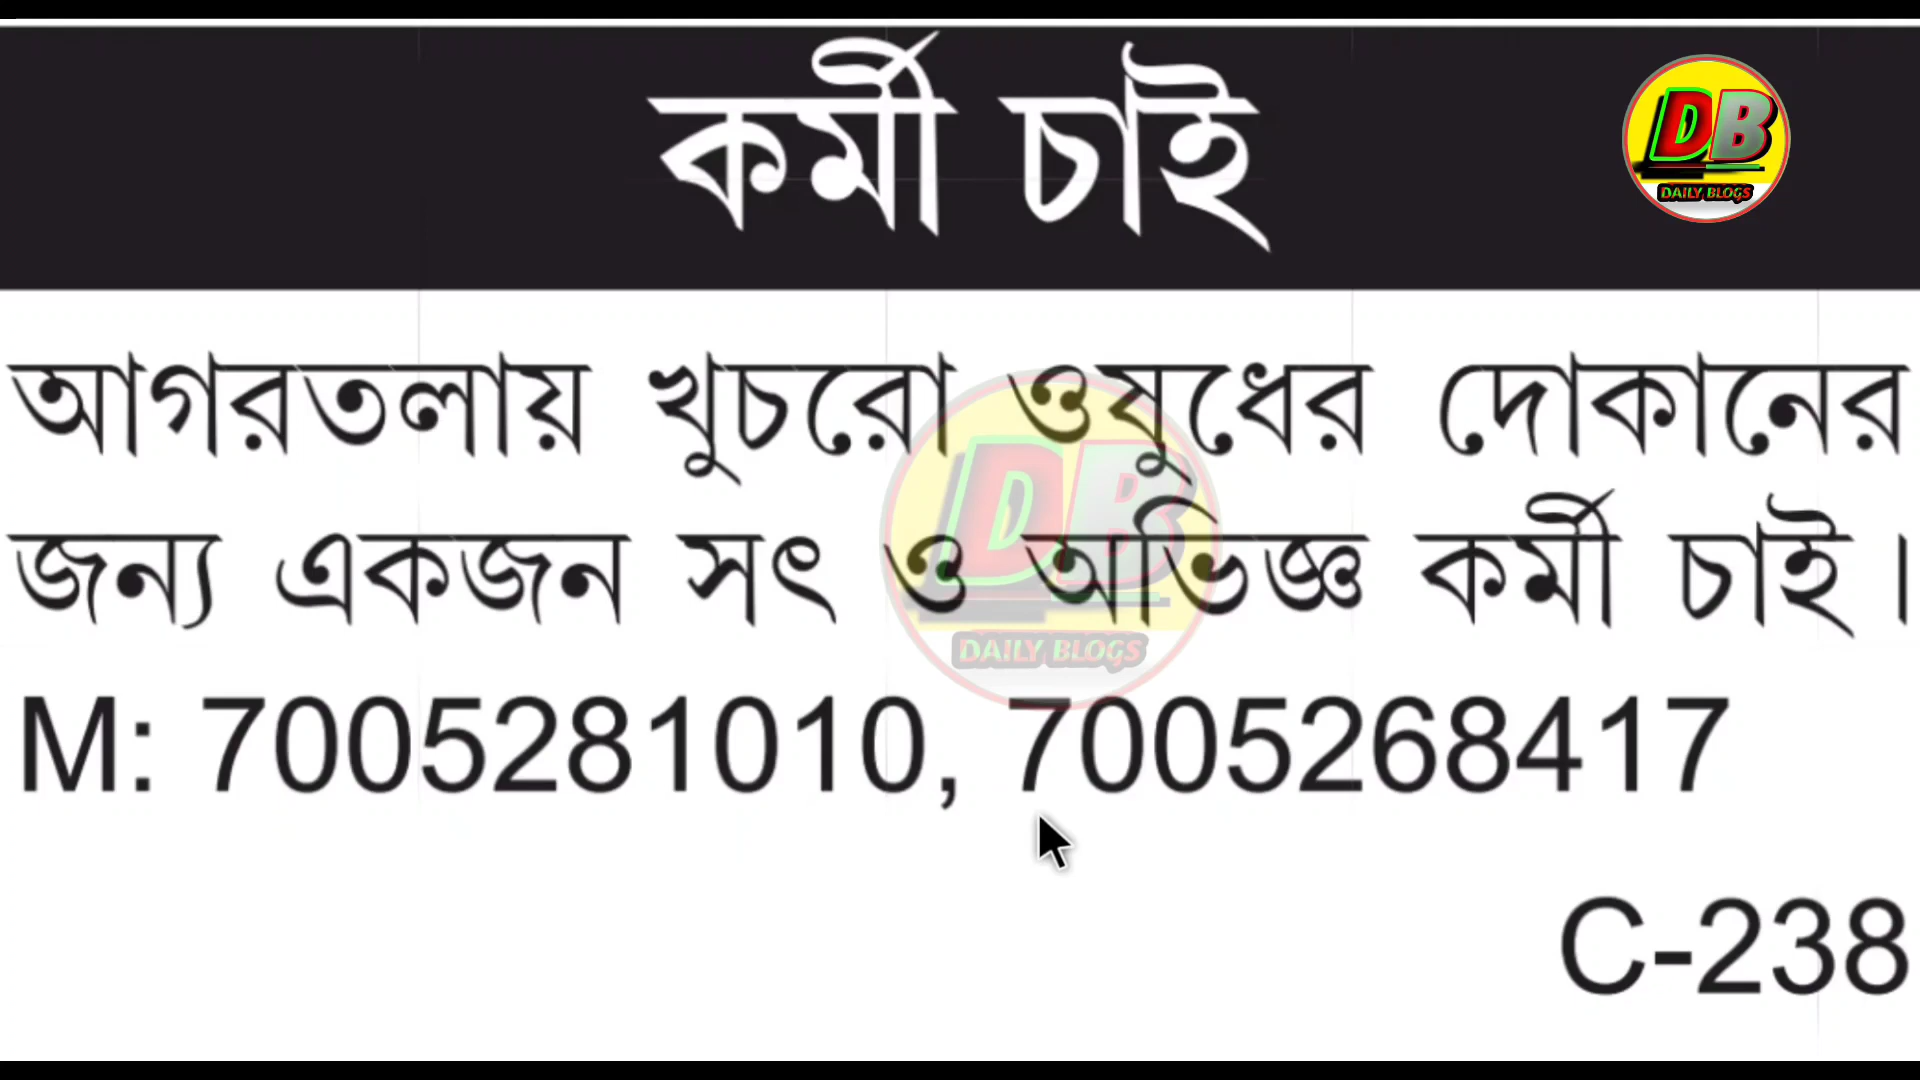 কর্মী চাই
DB
DAILY BLOGS
আগরতলায় খুচরো ওষুধের দোকানের
জন্য একজন সৎ ও অভিজ্ঞ কর্মী চাই।
DB
DAILY BLOGS
M: 7005281010, 7005268417
C-238